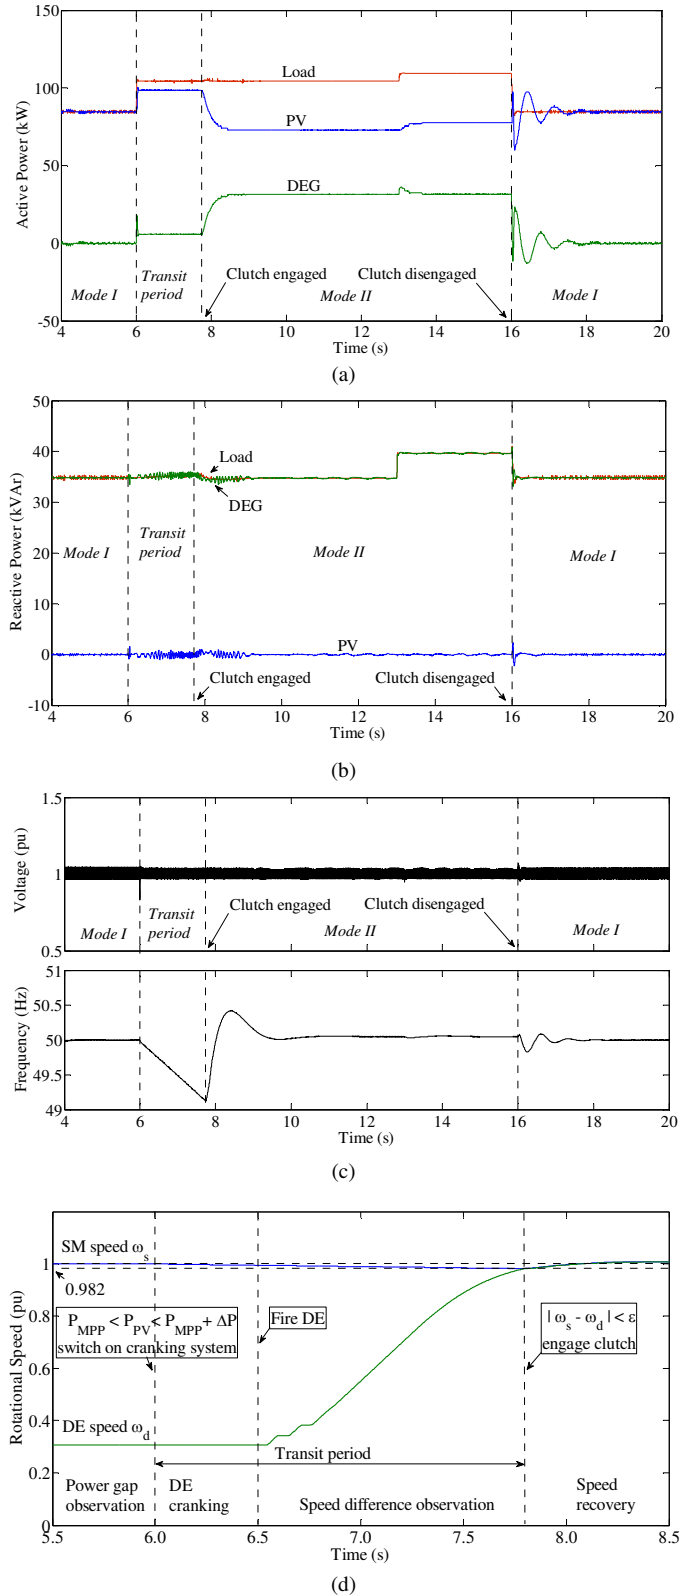 150
100
50
0
-50
Active Power (kW)
Load
PV
DEG
Mode I
Transit
period
Clutch engaged
Mode II
Clutch disengaged
Mode I
4 6 8 10 12 14 16 18 20
Time (s)
(a)
50
40
30
20
10
0
-10
Reactive Power (kVAr)
Load
DEG
Mode I
Transit
period
Mode II
Mode I
PV
Clutch engaged
Clutch disengaged
4 6 8 10 12 14 16 18 20
Time (s)
(b)
1.5
1
0.5
Voltage (pu)
Mode I
Transit
period
Clutch engaged
Mode II
Clutch disengaged
Mode I
51
50.5
50
49.5
49
Frequency (Hz)
4 6 8 10 12 14 16 18 20
Time (s)
(c)
1
0.8
0.6
0.4
0.2
0
Rotational Speed (pu)
SM speed ω_s
0.982
P_MPP < P_PV < P_MPP + ΔP
switch on cranking system
Fire DE
| ω_s - ω_d | < ε
engage clutch
DE speed ω_d
Transit period
Power gap
observation
DE
cranking
Speed difference observation
Speed
recovery
5.5 6.0 6.5 7.0 7.5 8.0 8.5
Time (s)
(d)